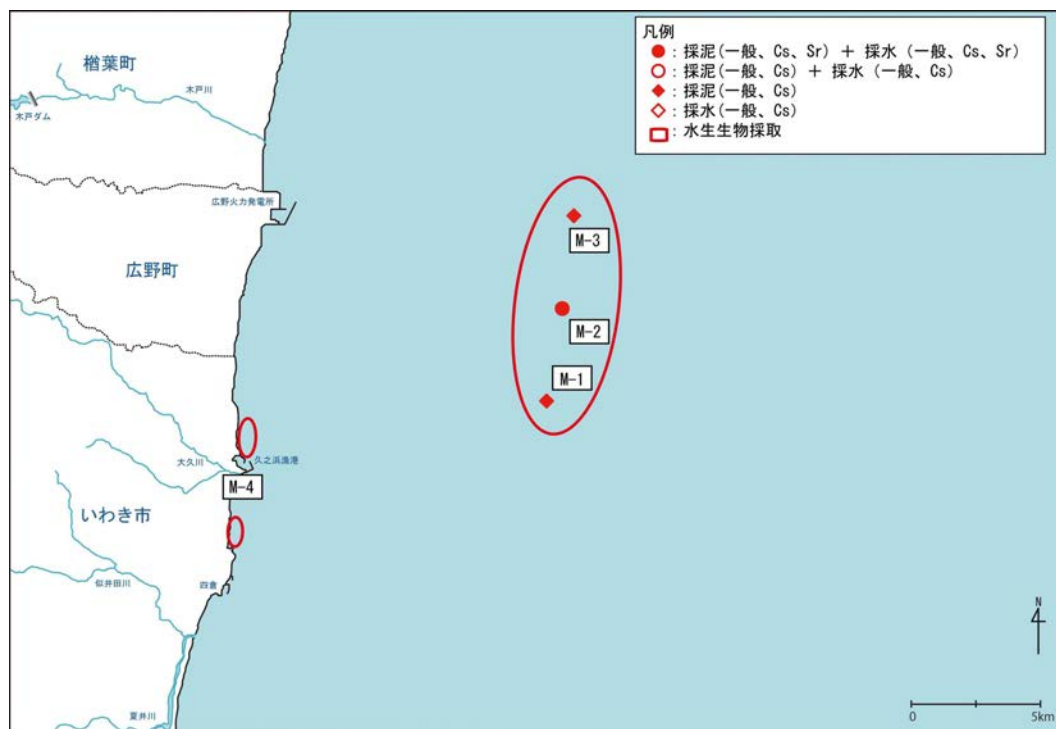 凡例
●：採泥(一般、Cs、Sr) ＋ 採水 (一般、Cs、Sr)
○：採泥(一般、Cs) ＋ 採水 (一般、Cs)
◆：採泥(一般、Cs)
◇：採水(一般、Cs)
：水生生物採取
楢葉町
木戸川
木戸ダム
広野火力発電所
広野町
M-3
M-2
M-1
大久川
久之浜漁港
M-4
いわき市
仁井田川
四倉
夏井川
N
0
5km